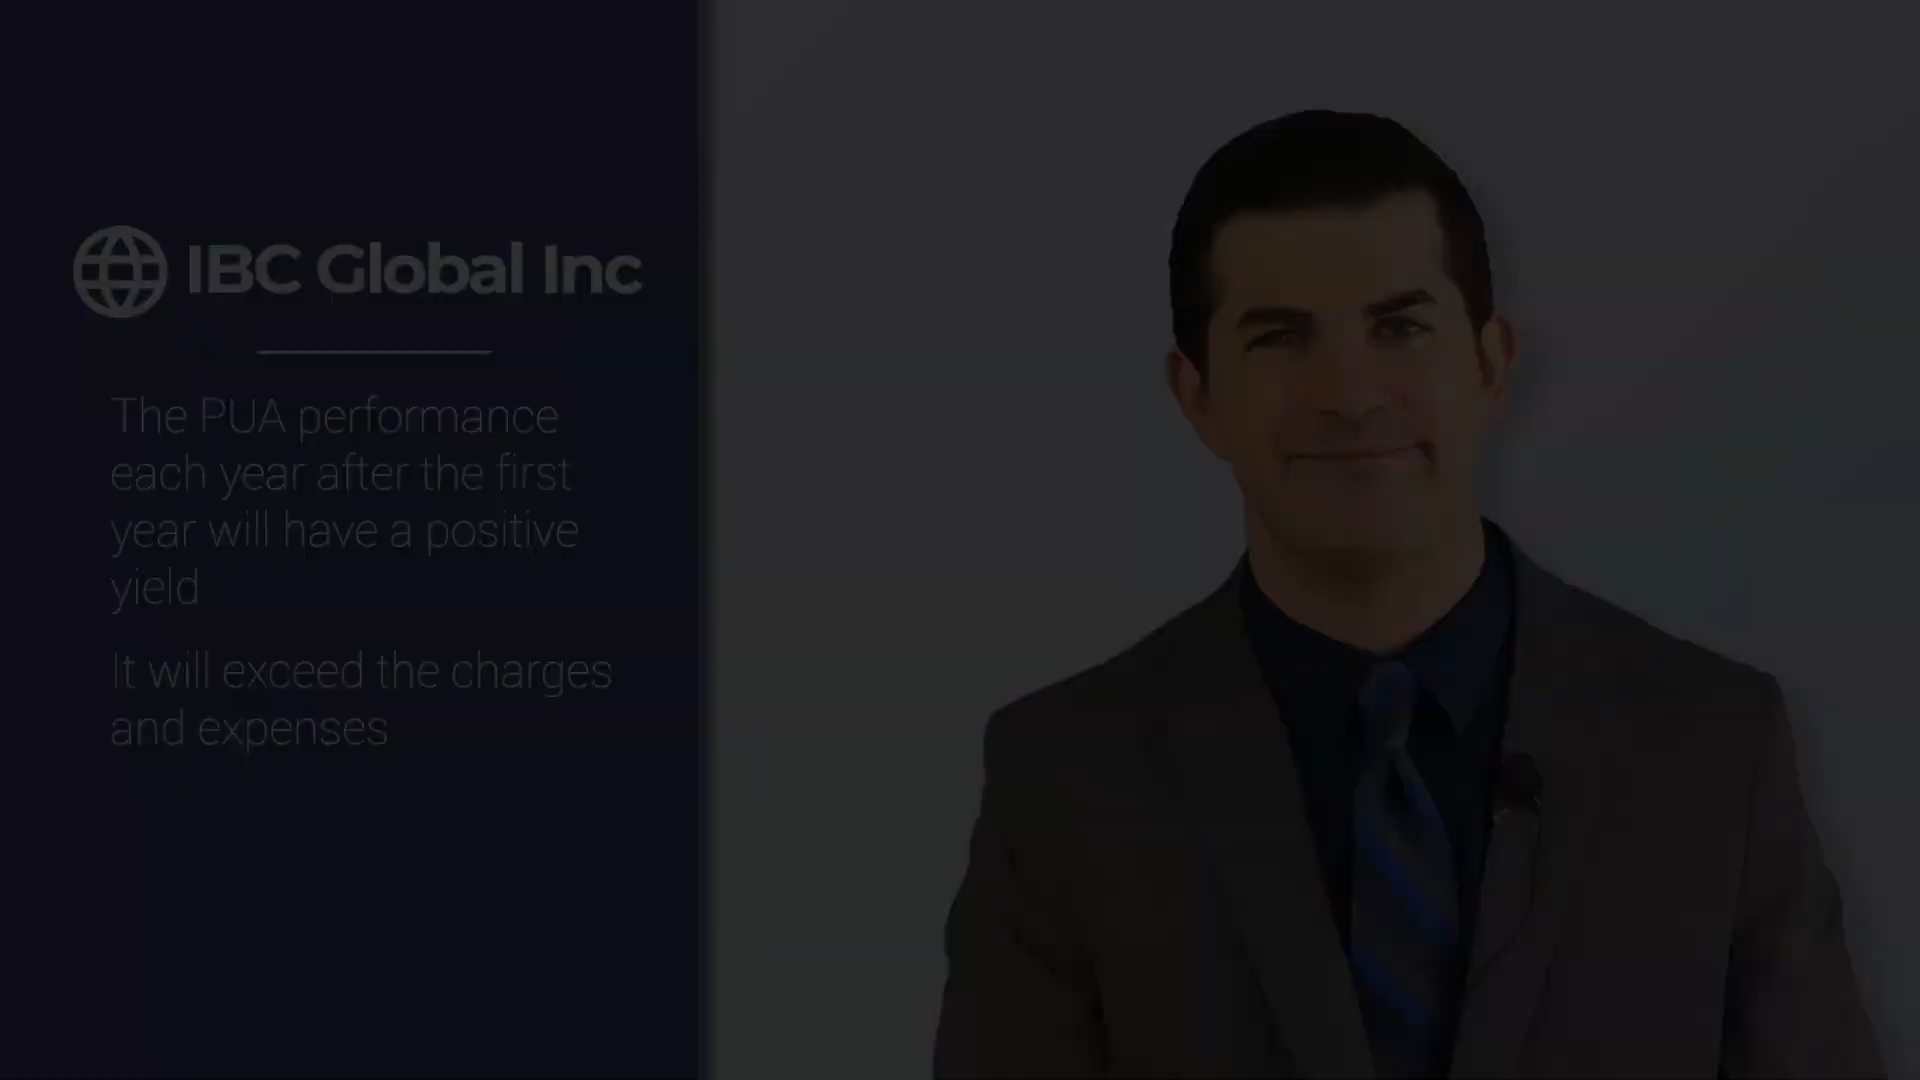 IBC Global Inc
The PUA performance
each year after the first
year will have a positive
yield
It will exceed the charges
and expenses